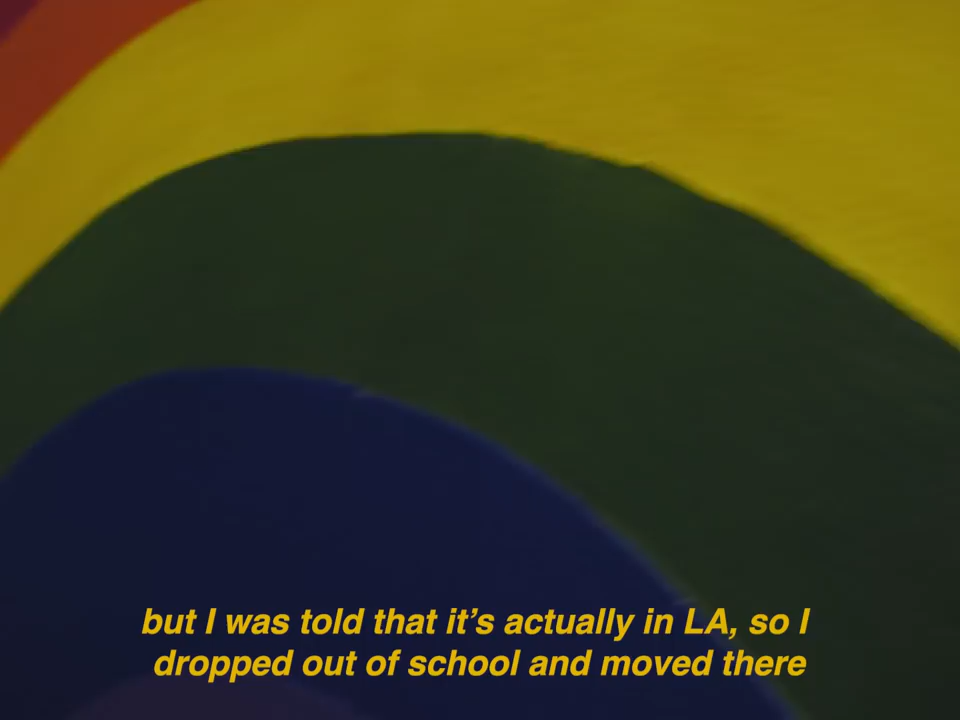 but I was told that it's actually in LA, so I
dropped out of school and moved there